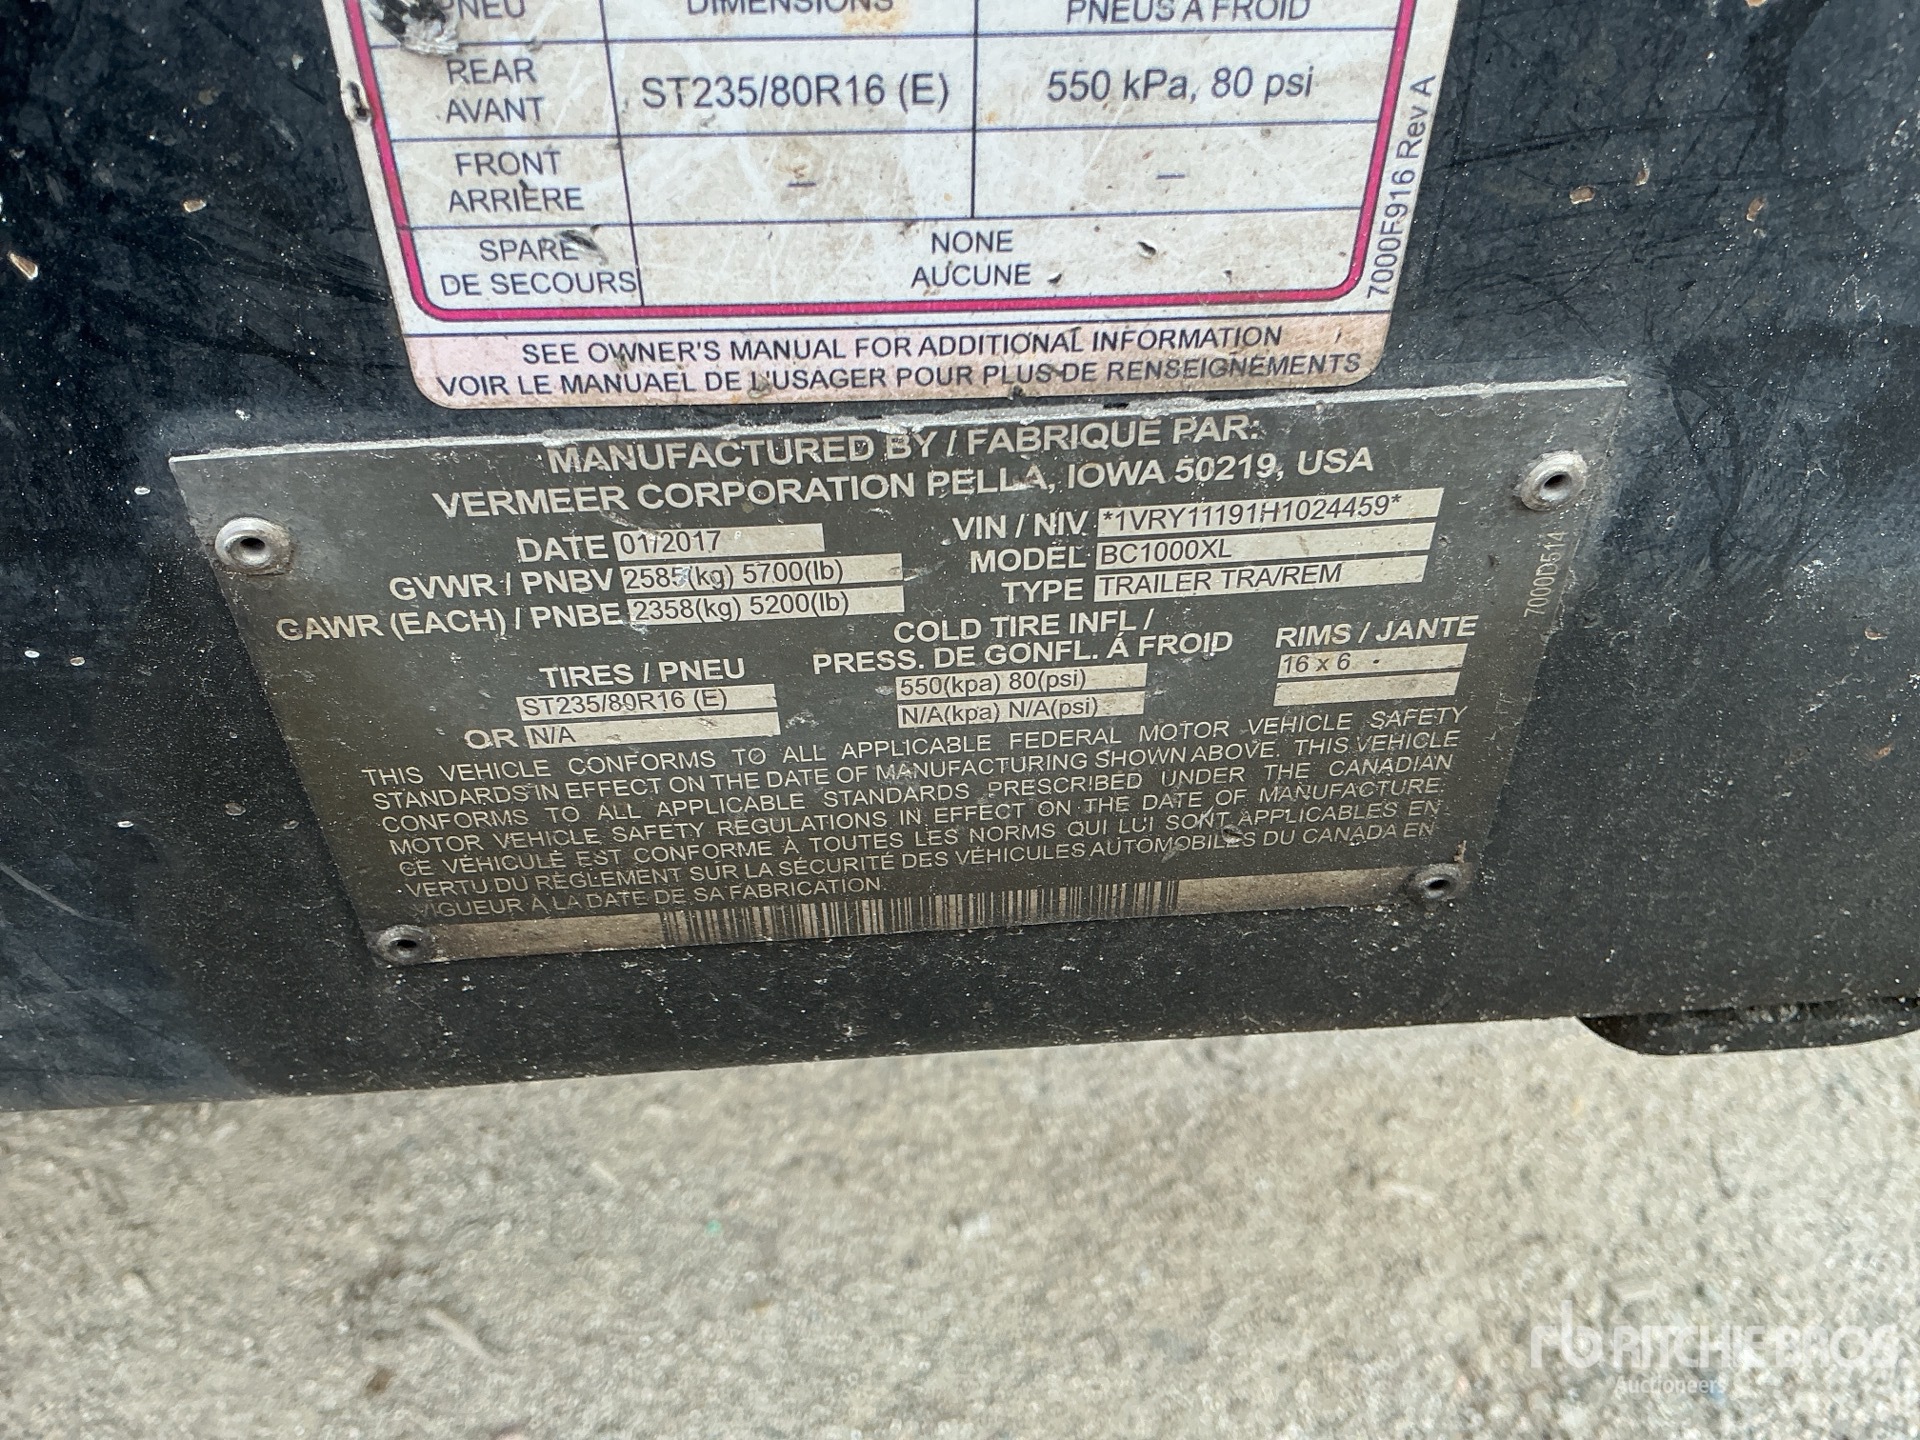 PNEU DIMENSIONS PNEUS À FROID
REAR
AVANT
ST235/80R16 (E) 550 kPa, 80 psi
FRONT
ARRIÈRE
– –
SPARE
DE SECOURS
NONE
AUCUNE
7000F916 Rev A
SEE OWNER'S MANUAL FOR ADDITIONAL INFORMATION
VOIR LE MANUAEL DE L'USAGER POUR PLUS DE RENSEIGNEMENTS
MANUFACTURED BY / FABRIQUÉ PAR:
VERMEER CORPORATION PELLA, IOWA 50219, USA
DATE 01/2017 VIN / NIV *1VRY11191H1024459*
GVWR / PNBV 2585(kg) 5700(lb) MODEL BC1000XL
GAWR (EACH) / PNBE 2358(kg) 5200(lb) TYPE TRAILER TRA/REM
TIRES / PNEU COLD TIRE INFL / PRESS. DE GONFL. Á FROID RIMS / JANTE
ST235/80R16 (E) 550(kpa) 80(psi) 16 x 6
OR N/A N/A(kpa) N/A(psi)
7000D514
THIS VEHICLE CONFORMS TO ALL APPLICABLE FEDERAL MOTOR VEHICLE SAFETY
STANDARDS IN EFFECT ON THE DATE OF MANUFACTURING SHOWN ABOVE. THIS VEHICLE
CONFORMS TO ALL APPLICABLE STANDARDS PRESCRIBED UNDER THE CANADIAN
MOTOR VEHICLE SAFETY REGULATIONS IN EFFECT ON THE DATE OF MANUFACTURE.
CE VÉHICULE EST CONFORME À TOUTES LES NORMS QUI LUI SONT APPLICABLES EN
VERTU DU RÈGLEMENT SUR LA SÉCURITÉ DES VÉHICULES AUTOMOBILES DU CANADA EN
VIGUEUR À LA DATE DE SA FABRICATION.
rb RITCHIE BROS
Auctioneers